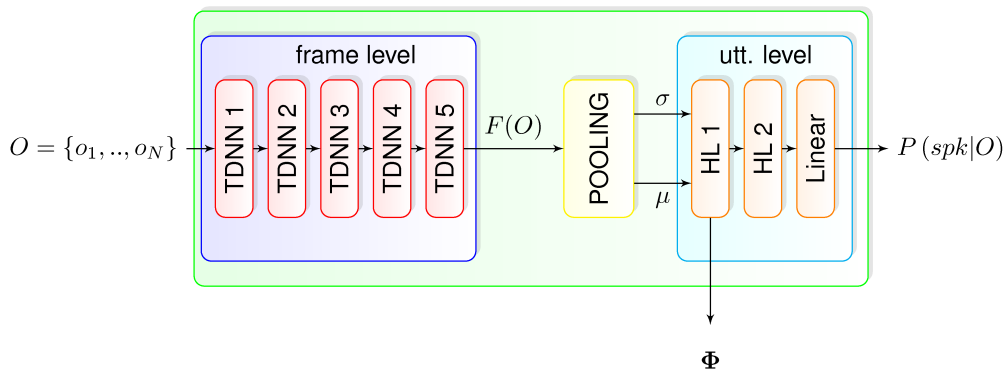 frame level
utt. level
O = {o_1, .., o_N}
TDNN 1
TDNN 2
TDNN 3
TDNN 4
TDNN 5
F(O)
POOLING
σ
μ
HL 1
HL 2
Linear
P (spk|O)
Φ